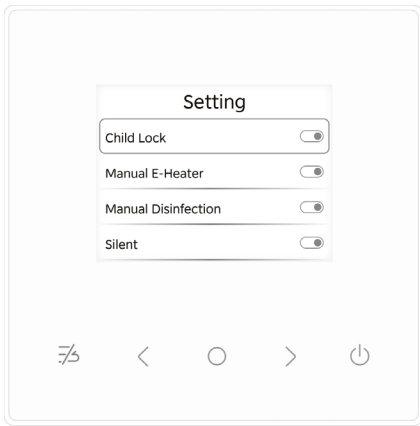 Setting
Child Lock
Manual E-Heater
Manual Disinfection
Silent